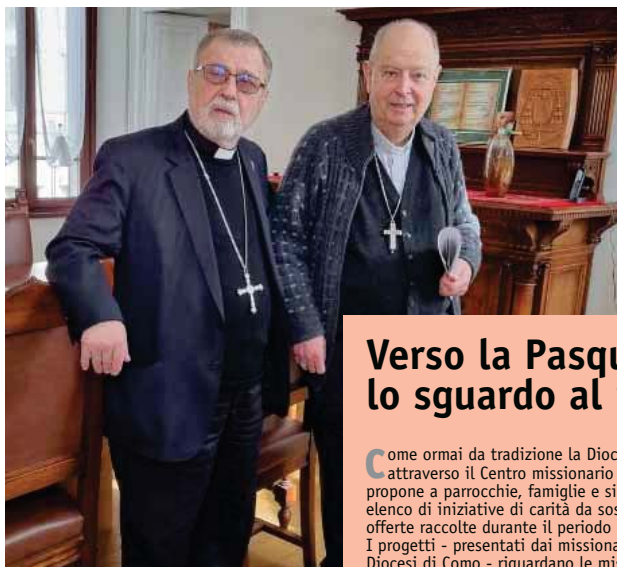 Verso la Pasqu
lo sguardo al
Come ormai da tradizione la Dioc
attraverso il Centro missionario
propone a parrocchie, famiglie e si
elenco di iniziative di carità da sos
offerte raccolte durante il periodo
I progetti - presentati dai missiona
Diocesi di Como - riguardano le mis